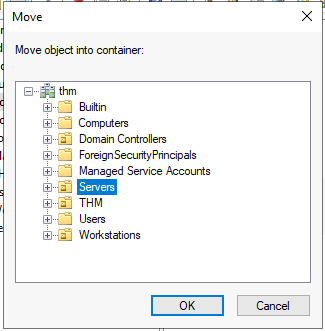 Move
Move object into container:
thm
Builtin
Computers
Domain Controllers
ForeignSecurityPrincipals
Managed Service Accounts
Servers
THM
Users
Workstations
OK
Cancel